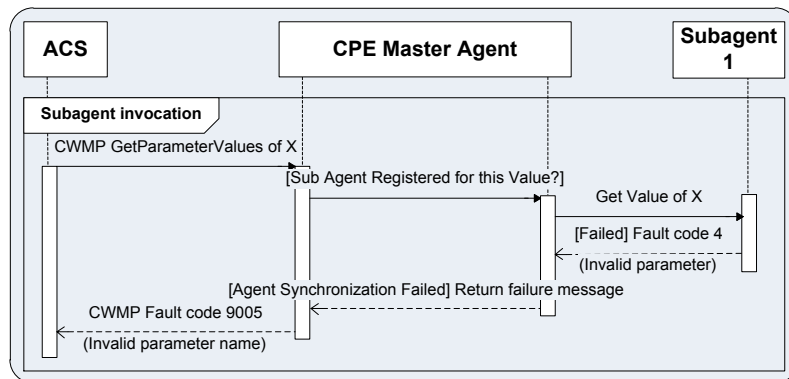 ACS
CPE Master Agent
Subagent
1
Subagent invocation
CWMP GetParameterValues of X
[Sub Agent Registered for this Value?]
Get Value of X
[Failed] Fault code 4
(Invalid parameter)
[Agent Synchronization Failed] Return failure message
CWMP Fault code 9005
(Invalid parameter name)